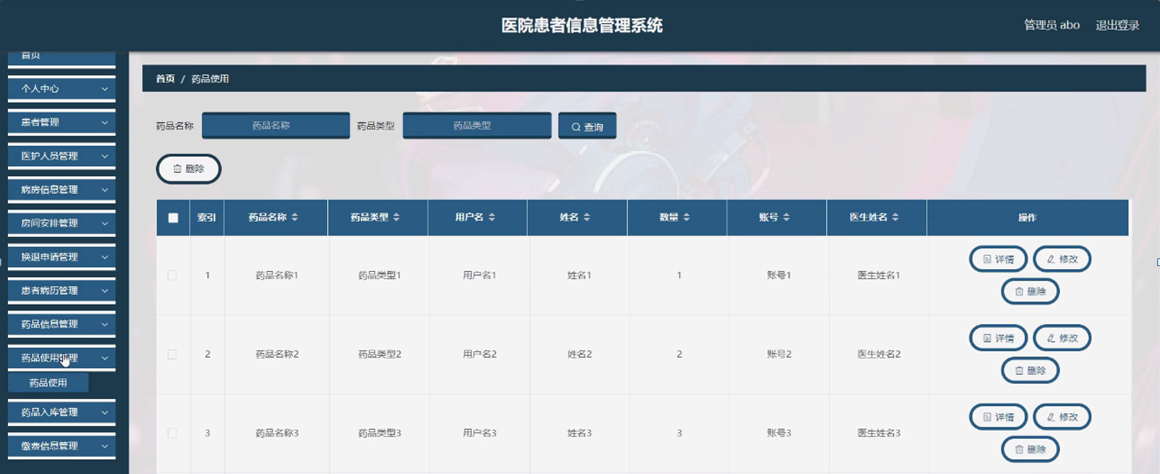 医院患者信息管理系统
管理员 abo 退出登录
首页
个人中心
患者管理
医护人员管理
病房信息管理
房间安排管理
换退申请管理
患者病历管理
药品信息管理
药品使用管理
药品使用
药品入库管理
缴费信息管理
首页 / 药品使用
药品名称 药品名称 药品类型 药品类型 查询
删除
索引 药品名称 药品类型 用户名 姓名 数量 账号 医生姓名 操作
1 药品名称1 药品类型1 用户名1 姓名1 1 账号1 医生姓名1 详情 修改
删除
2 药品名称2 药品类型2 用户名2 姓名2 2 账号2 医生姓名2 详情 修改
删除
3 药品名称3 药品类型3 用户名3 姓名3 3 账号3 医生姓名3 详情 修改
删除